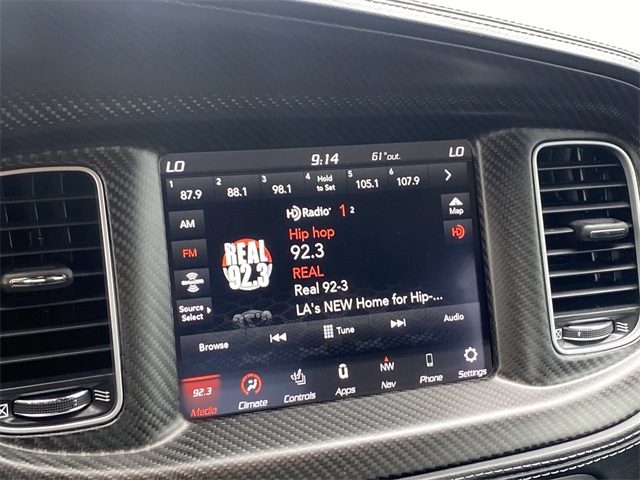 LO 9:14 61°out. LO
1 87.9 2 88.1 3 98.1 4 Hold to Set 5 105.1 6 107.9
AM
HD Radio 1 2
Map
FM
Hip hop
92.3
REAL 92.3
REAL
Real 92-3
Source Select
LA's NEW Home for Hip-...
Browse Tune Audio
92.3 NW
Media Climate Controls Apps Nav Phone Settings